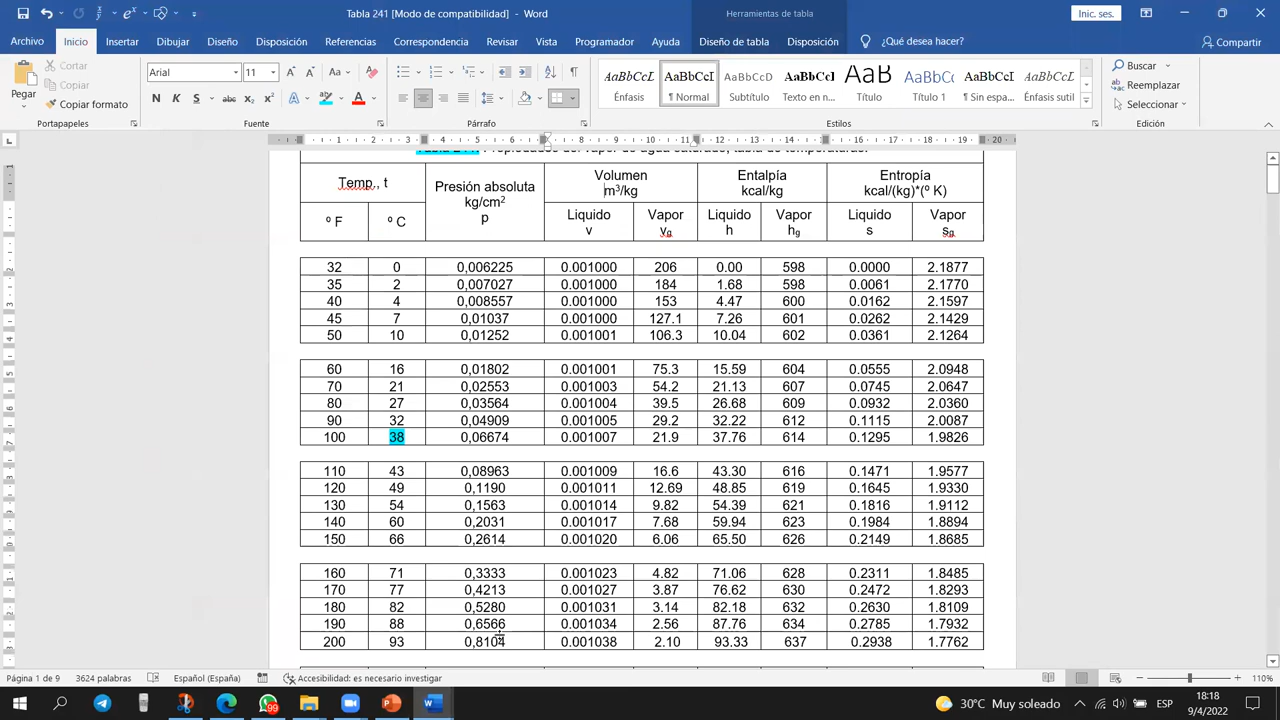 Tabla 241 [Modo de compatibilidad] - Word
Herramientas de tabla
Inic. ses.
Archivo Inicio Insertar Dibujar Diseño Disposición Referencias Correspondencia Revisar Vista Programador Ayuda Diseño de tabla Disposición ¿Qué desea hacer? Compartir
Pegar
Cortar
Copiar
Copiar formato
Portapapeles
Arial 11
Fuente
Párrafo
AaBbCcL AaBbCcD AaBbCcD AaBbCcl AaB AaBbCcL AaBbCcD AaBbCcL
Énfasis ¶ Normal Subtítulo Texto en n... Título Título 1 ¶ Sin espa... Énfasis sutil
Estilos
Buscar
Reemplazar
Seleccionar
Edición
Temp., t Presión absoluta kg/cm² p Volumen m³/kg Entalpía kcal/kg Entropía kcal/(kg)*(º K)
º F º C Liquido v Vapor vg Liquido h Vapor hg Liquido s Vapor sg
32 0 0,006225 0.001000 206 0.00 598 0.0000 2.1877
35 2 0,007027 0.001000 184 1.68 598 0.0061 2.1770
40 4 0,008557 0.001000 153 4.47 600 0.0162 2.1597
45 7 0,01037 0.001000 127.1 7.26 601 0.0262 2.1429
50 10 0,01252 0.001001 106.3 10.04 602 0.0361 2.1264
60 16 0,01802 0.001001 75.3 15.59 604 0.0555 2.0948
70 21 0,02553 0.001003 54.2 21.13 607 0.0745 2.0647
80 27 0,03564 0.001004 39.5 26.68 609 0.0932 2.0360
90 32 0,04909 0.001005 29.2 32.22 612 0.1115 2.0087
100 38 0,06674 0.001007 21.9 37.76 614 0.1295 1.9826
110 43 0,08963 0.001009 16.6 43.30 616 0.1471 1.9577
120 49 0,1190 0.001011 12.69 48.85 619 0.1645 1.9330
130 54 0,1563 0.001014 9.82 54.39 621 0.1816 1.9112
140 60 0,2031 0.001017 7.68 59.94 623 0.1984 1.8894
150 66 0,2614 0.001020 6.06 65.50 626 0.2149 1.8685
160 71 0,3333 0.001023 4.82 71.06 628 0.2311 1.8485
170 77 0,4213 0.001027 3.87 76.62 630 0.2472 1.8293
180 82 0,5280 0.001031 3.14 82.18 632 0.2630 1.8109
190 88 0,6566 0.001034 2.56 87.76 634 0.2785 1.7932
200 93 0,8104 0.001038 2.10 93.33 637 0.2938 1.7762
Página 1 de 9 3624 palabras Español (España) Accesibilidad: es necesario investigar 110%
30°C Muy soleado ESP 18:18
9/4/2022